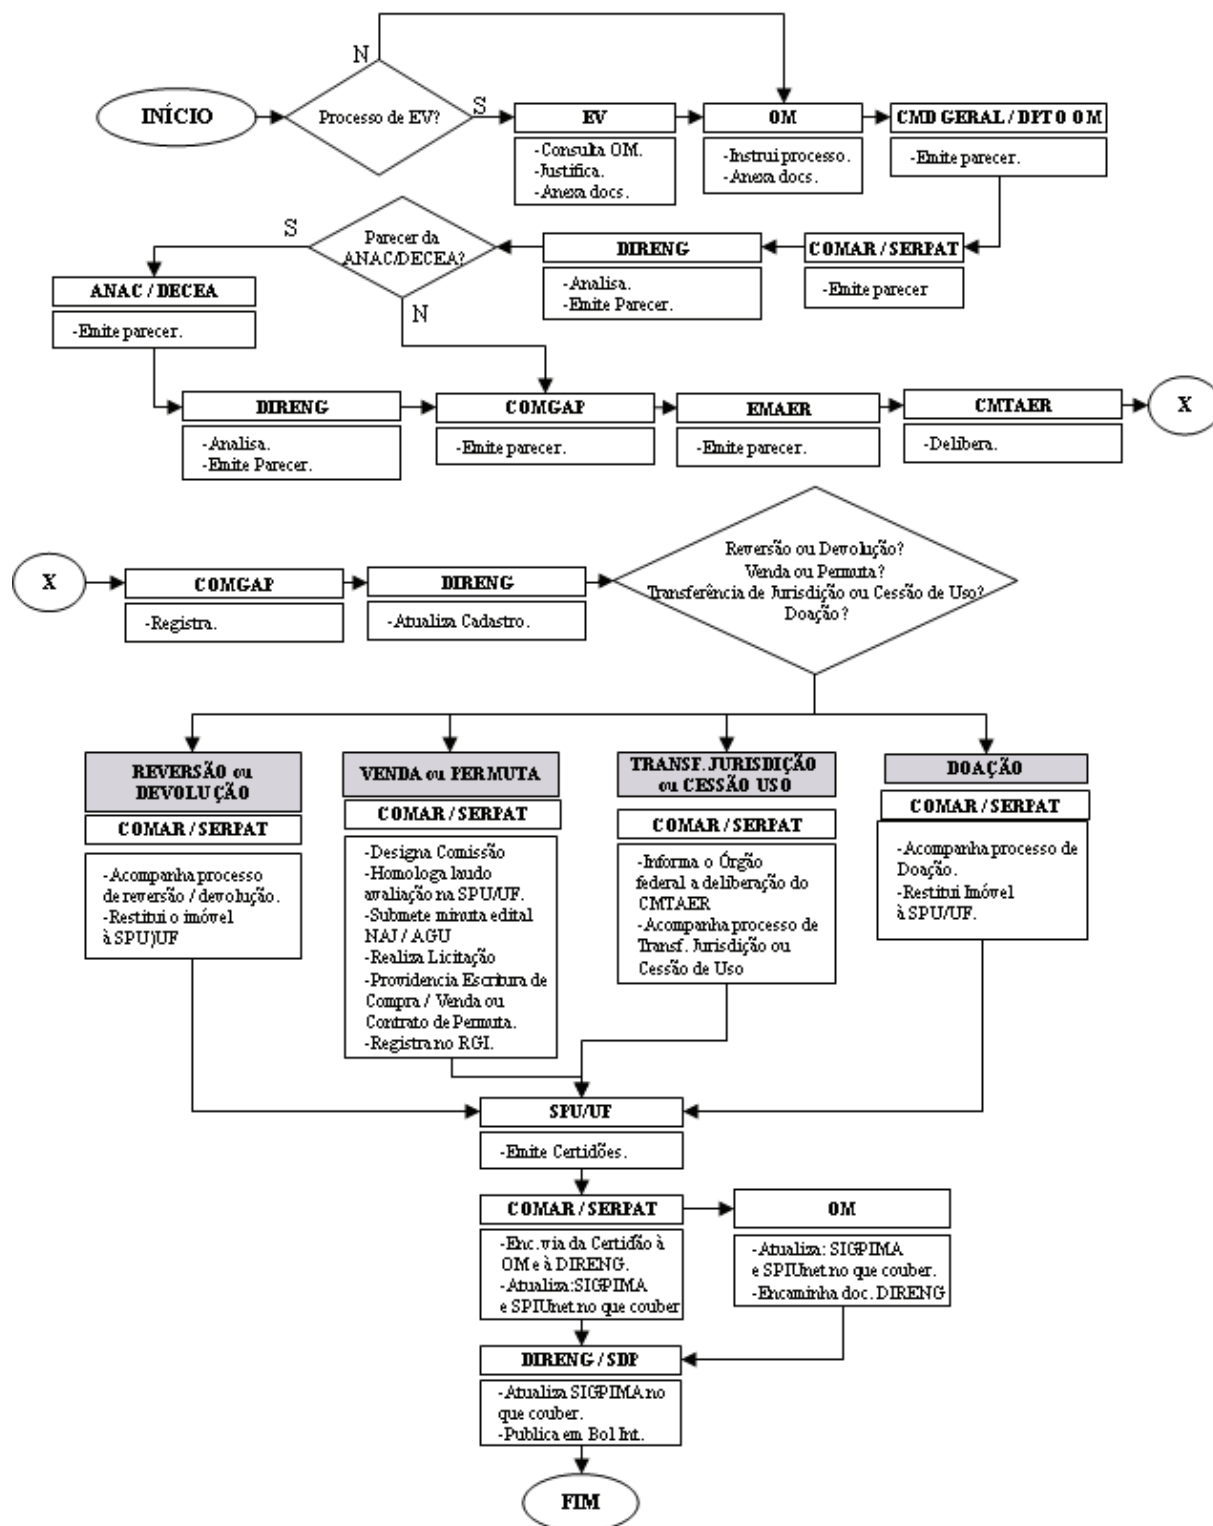 N
INÍCIO
Processo de EV?
S
EV
-Consulta OM.
-Justifica.
-Anexa docs.
OM
-Instrui processo.
-Anexa docs.
CMD GERAL / DPTO OM
-Emite parecer.
S
Parecer da
ANAC/DECEA?
N
DIRENG
-Analisa.
-Emite Parecer.
COMAR / SERPAT
-Emite parecer
ANAC / DECEA
-Emite parecer.
DIRENG
-Analisa.
-Emite Parecer.
COMGAP
-Emite parecer.
EMAER
-Emite parecer.
CMTAER
-Delibera.
X
X
COMGAP
-Registra.
DIRENG
-Atualiza Cadastro.
Reversão ou Devolução?
Venda ou Permuta?
Transferência de Jurisdição ou Cessão de Uso?
Doação?
REVERSÃO ou
DEVOLUÇÃO
COMAR / SERPAT
-Acompanha processo
de reversão / devolução.
-Restitui o imóvel
à SPU)UF
VENDA ou PERMUTA
COMAR / SERPAT
-Designa Comissão
-Homologa laudo
avaliação na SPU/UF.
-Submete minuta edital
NAJ / AGU
-Realiza Licitação
-Providencia Escritura de
Compra / Venda ou
Contrato de Permuta.
-Registra no RGI.
TRANSF. JURISDIÇÃO
ou CESSÃO USO
COMAR / SERPAT
-Informa o Órgão
federal a deliberação do
CMTAER
-Acompanha processo de
Transf. Jurisdição ou
Cessão de Uso
DOAÇÃO
COMAR / SERPAT
-Acompanha processo de
Doação.
-Restitui Imóvel
à SPU/UF.
SPU/UF
-Emite Certidões.
COMAR / SERPAT
-Enc. via da Certidão à
OM e à DIRENG.
-Atualiza:SIGPIMA
e SPIUnet no que couber
OM
-Atualiza: SIGPIMA
e SPIUnet no que couber.
-Encaminha doc. DIRENG
DIRENG / SDP
-Atualiza SIGPIMA no
que couber.
-Publica em Bol Int.
FIM